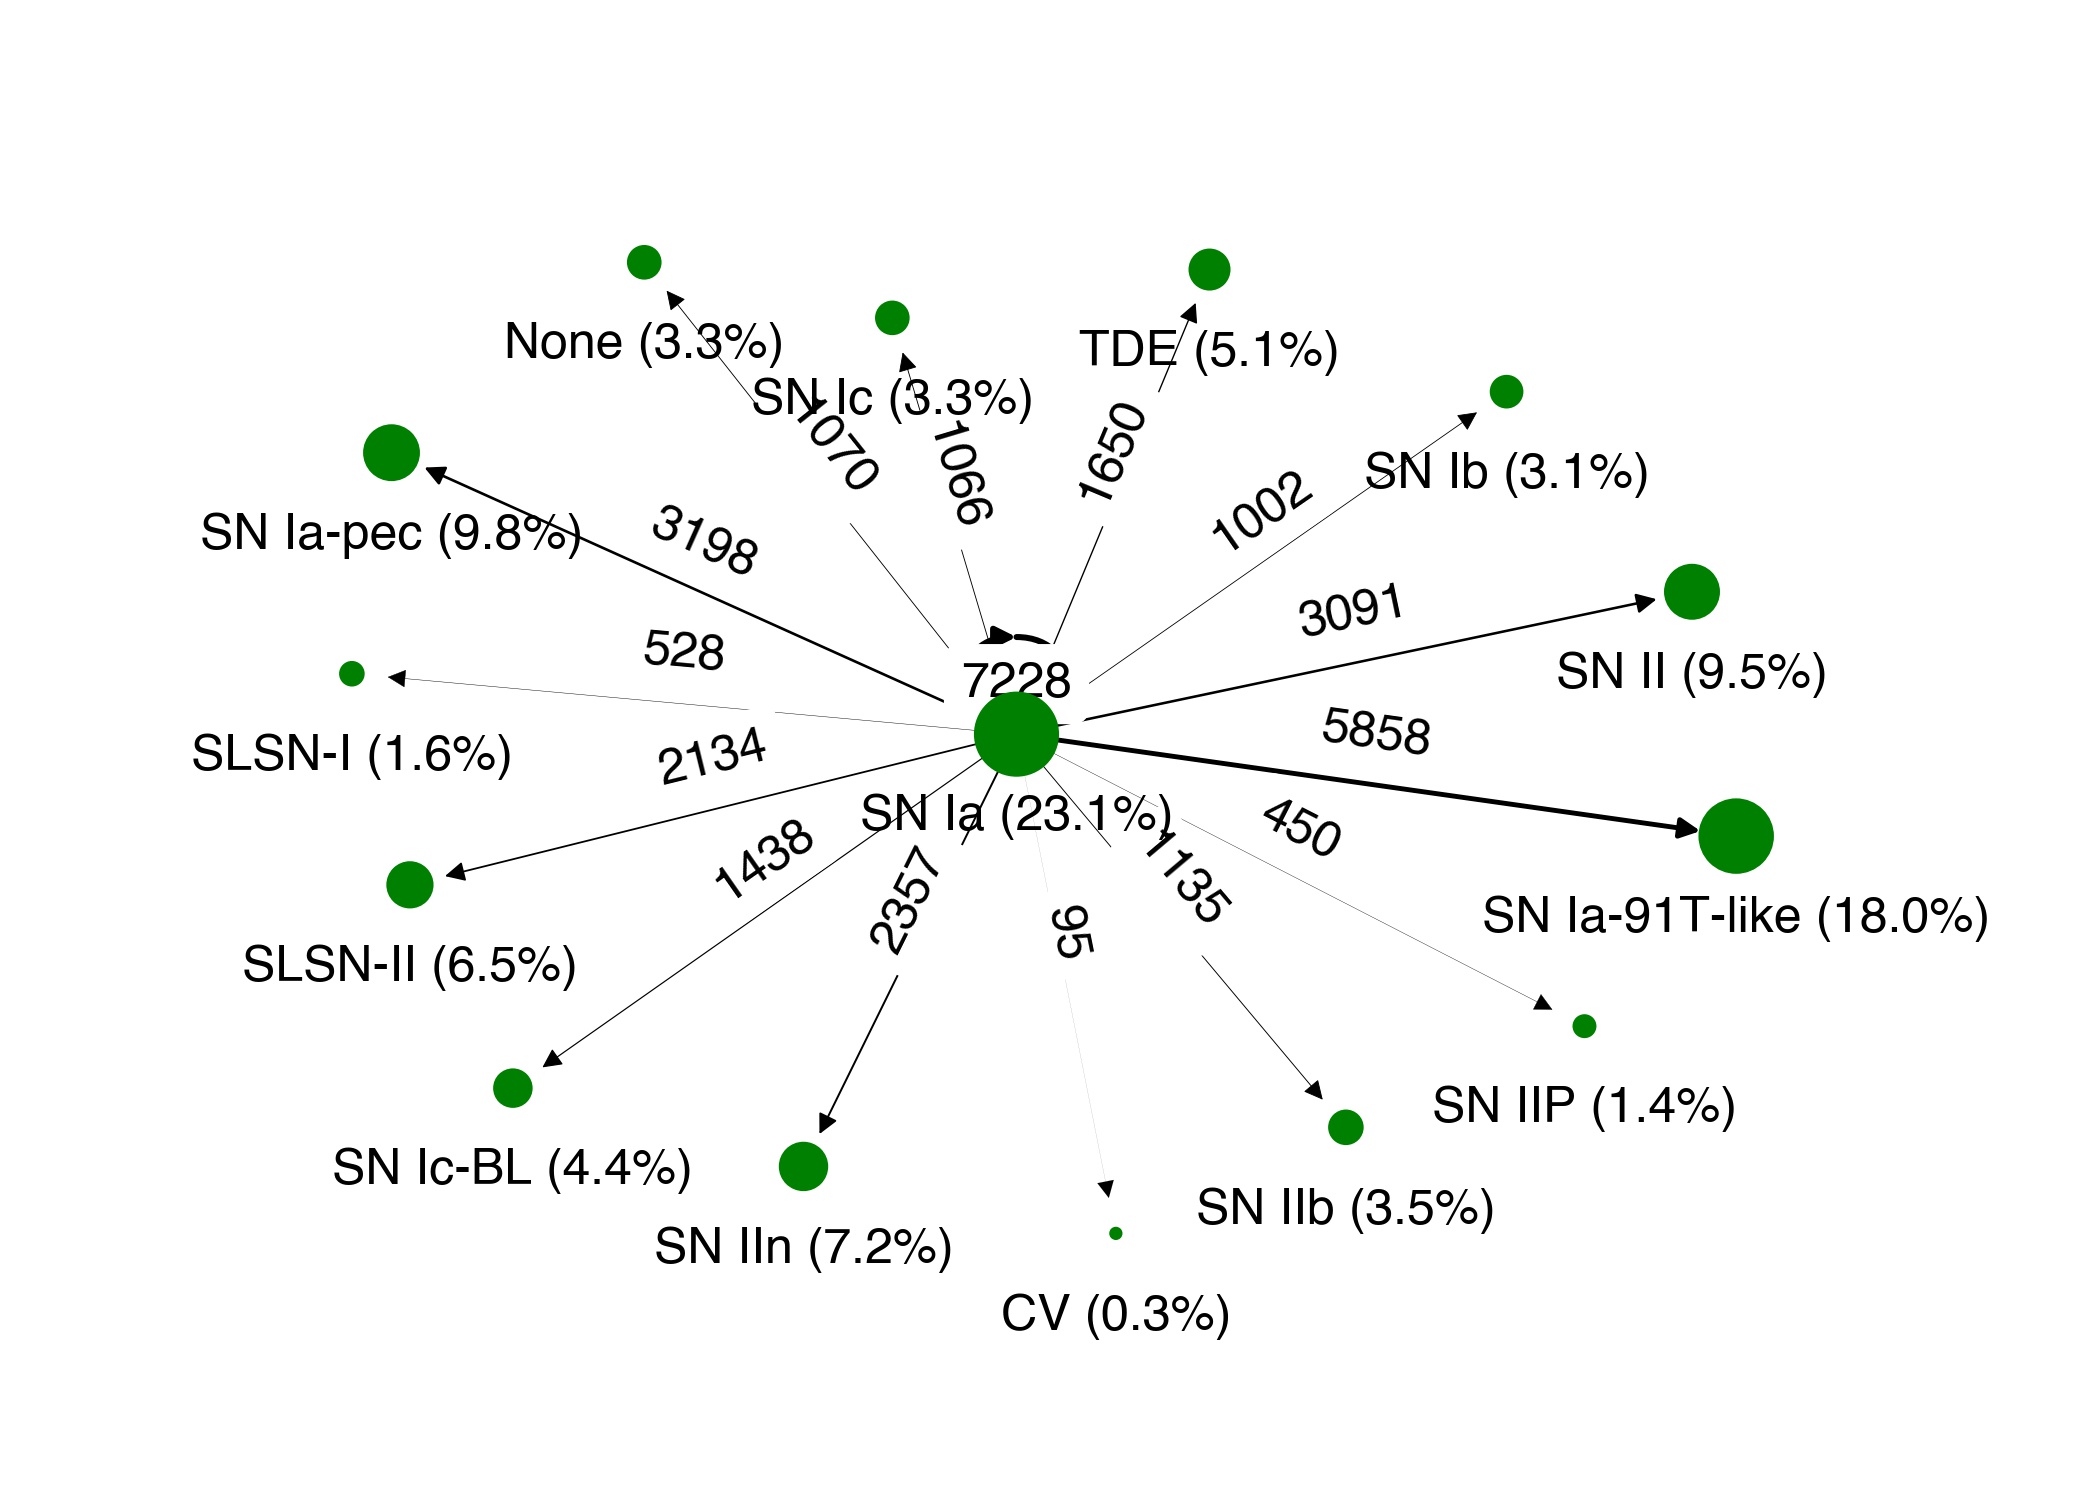 None (3.3%)
SN Ic (3.3%)
TDE (5.1%)
1070
1066
1650
SN Ib (3.1%)
1002
SN Ia-pec (9.8%)
3198
3091
528
7228
SN II (9.5%)
SLSN-I (1.6%)
2134
5858
SN Ia (23.1%)
450
1438
2357
95
1135
SN Ia-91T-like (18.0%)
SLSN-II (6.5%)
SN IIP (1.4%)
SN Ic-BL (4.4%)
SN IIb (3.5%)
SN IIn (7.2%)
CV (0.3%)